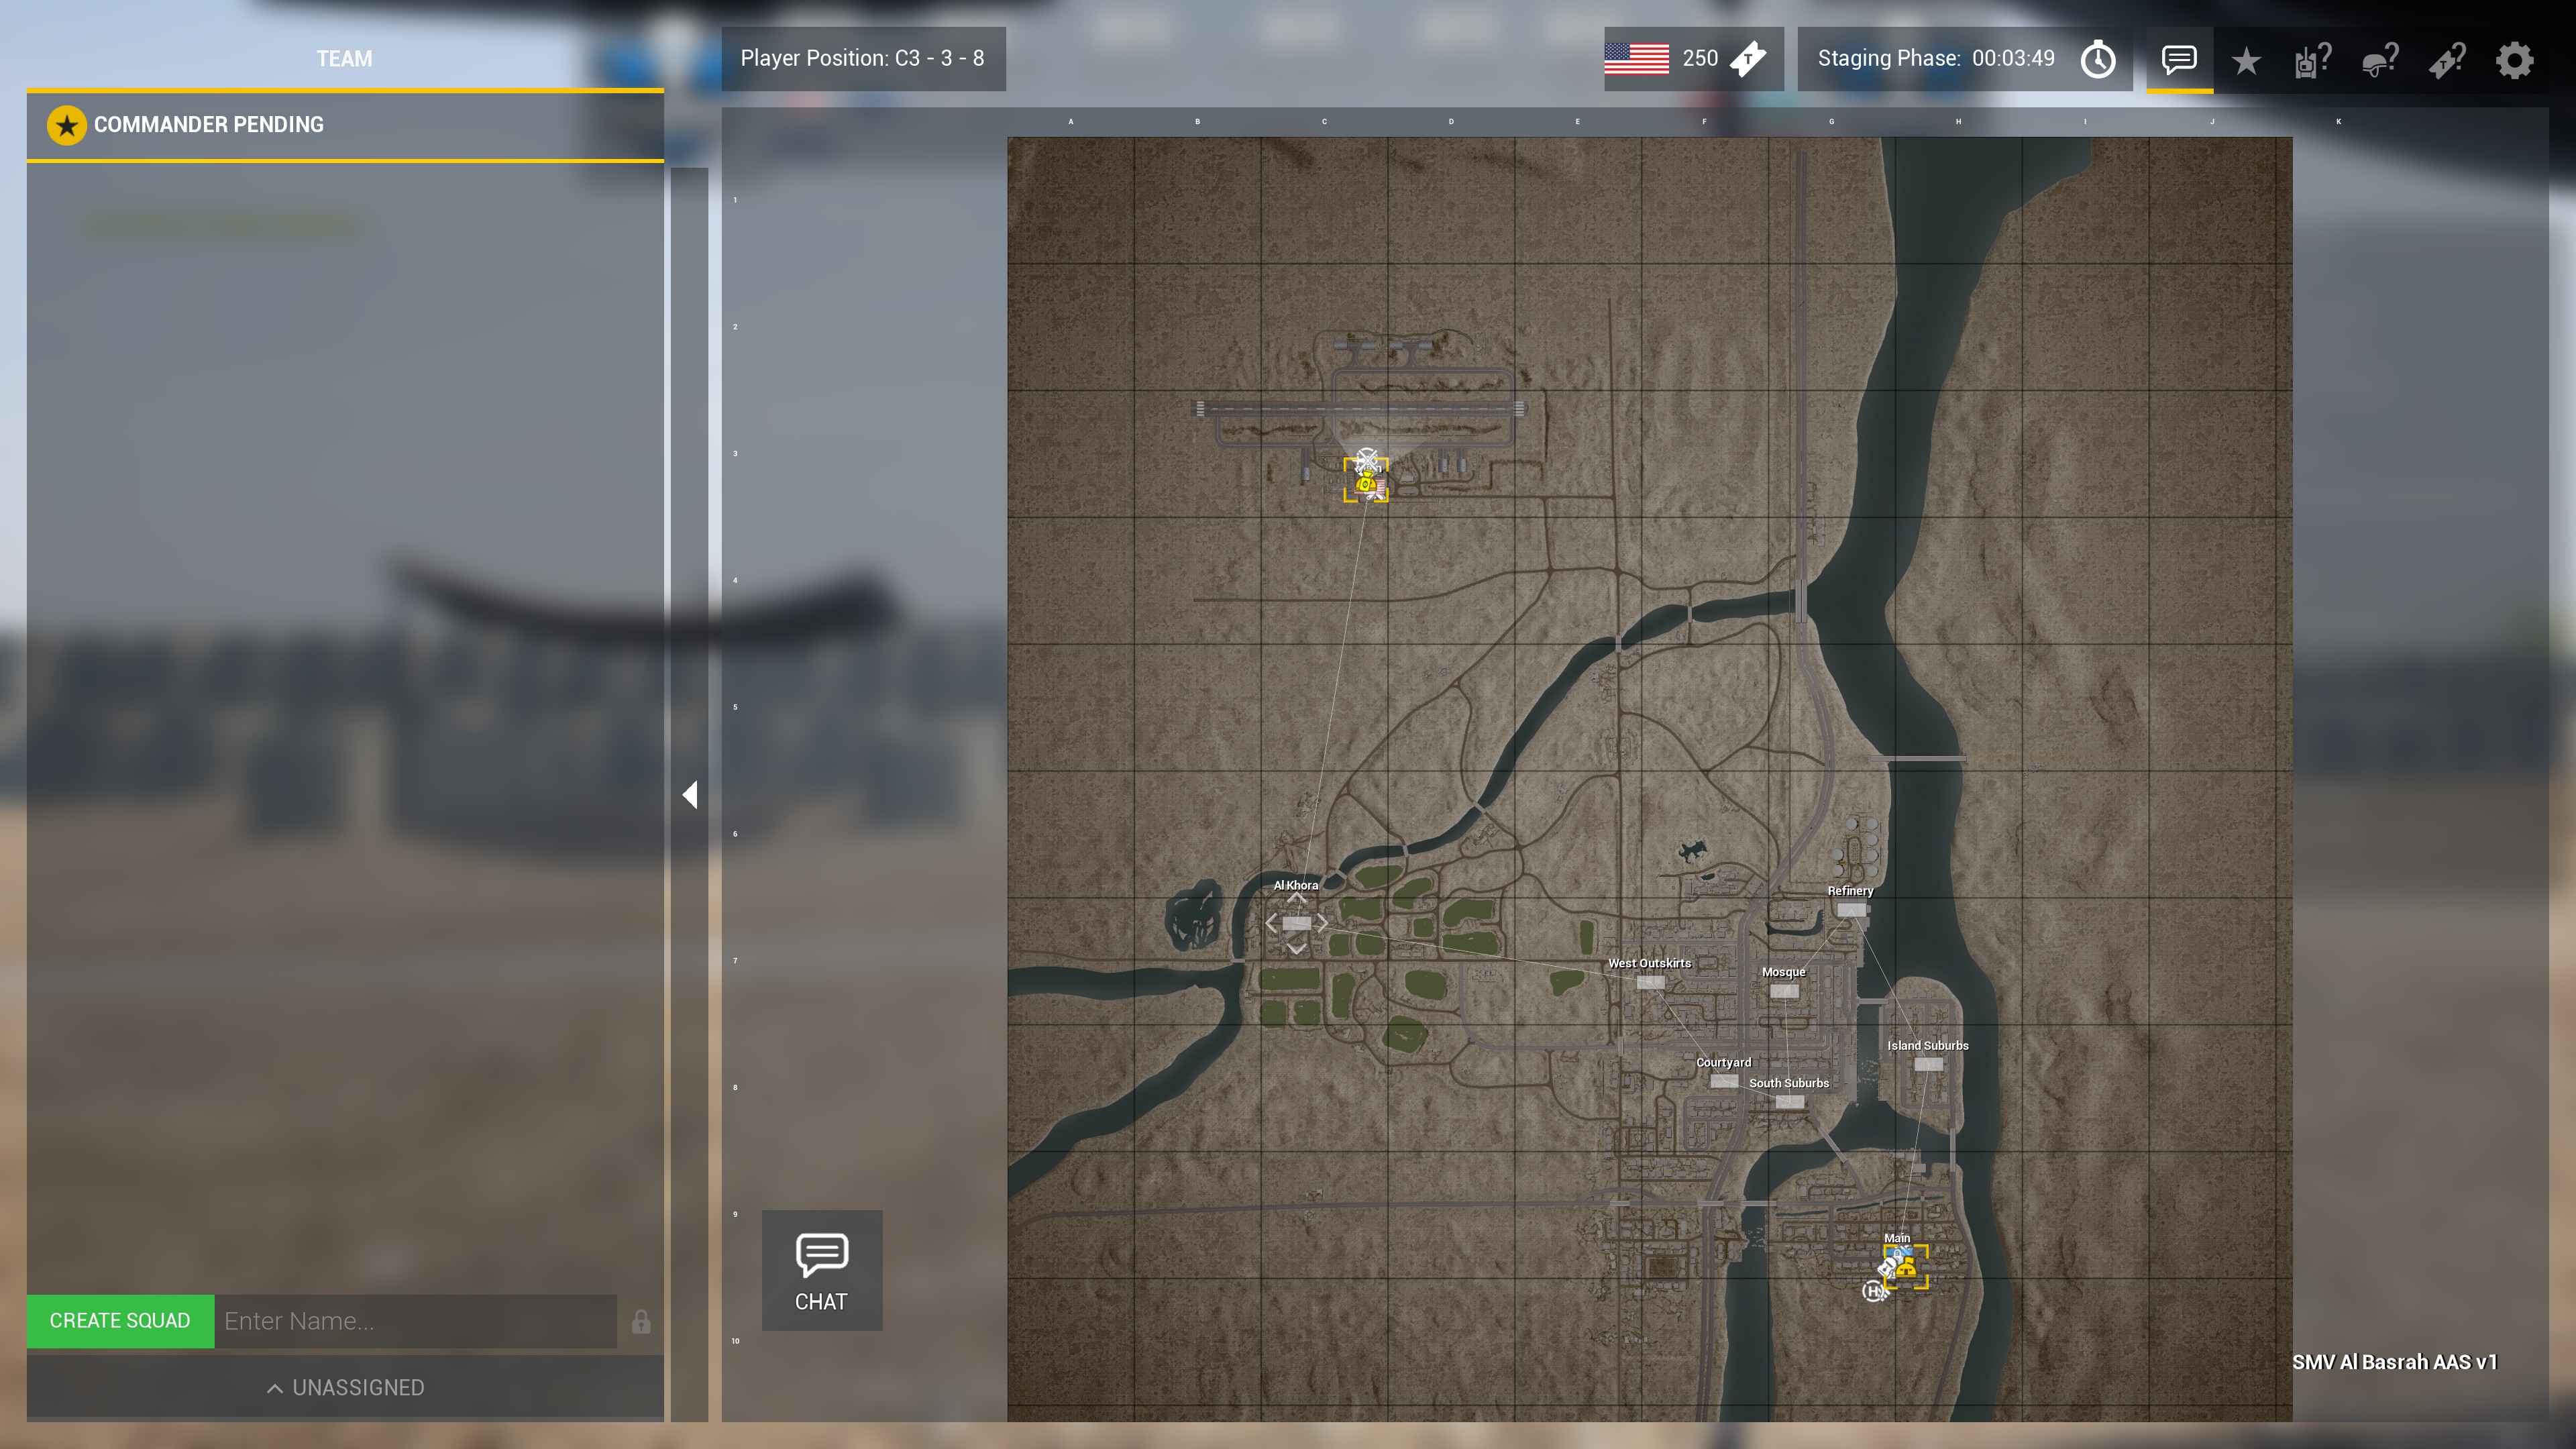 TEAM
Player Position: C3 - 3 - 8
250
T
Staging Phase: 00:03:49
?
?
T?
COMMANDER PENDING
A B C D E F G H I J K
1
2
3
4
5
6
Al Khora
Refinery
7
West Outskirts
Mosque
Island Suburbs
Courtyard
8
South Suburbs
9
Main
H
CHAT
CREATE SQUAD
Enter Name...
10
SMV Al Basrah AAS v1
UNASSIGNED